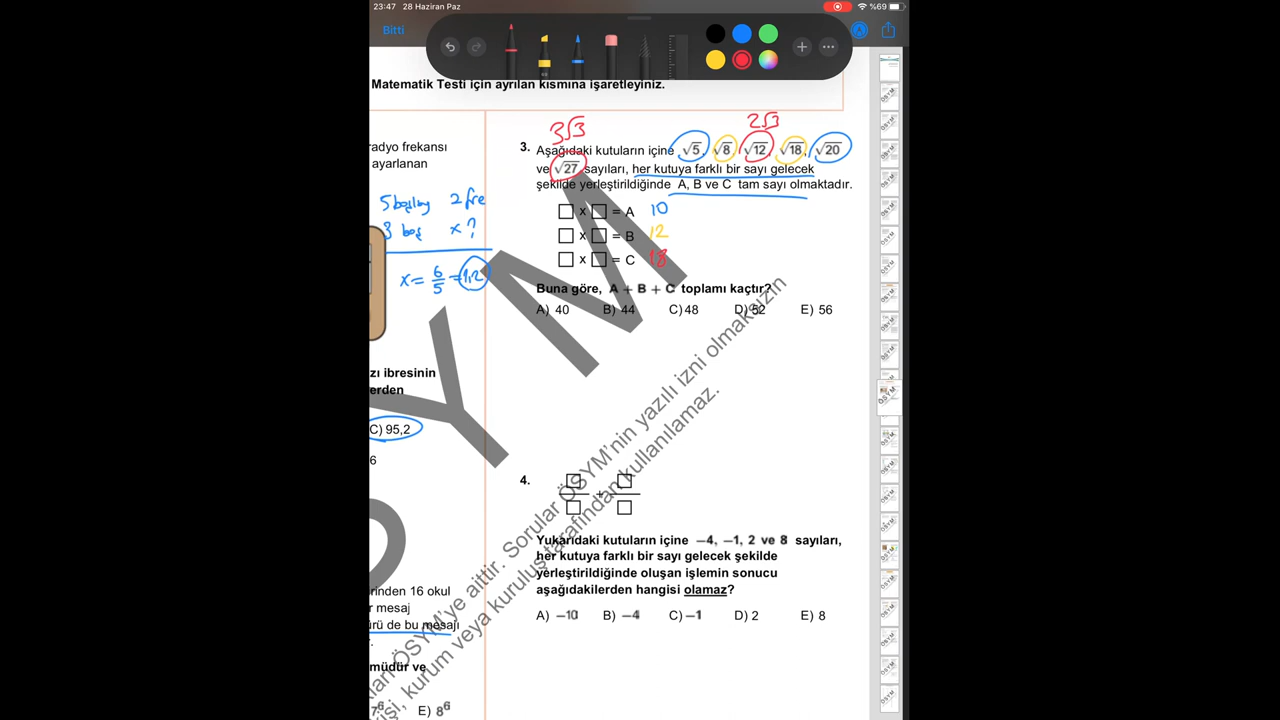 23:47 28 Haziran Paz
%69
Bitti
Matematik Testi için ayrılan kısmına işaretleyiniz.
radyo frekansı
ayarlanan
5 2 fre
3 boş x ?
x = 6/5 = 1,2
zı ibresinin
erden
C) 95,2
6
rinden 16 okul
r mesaj
ürü de bu mesajı
müdür ve
7⁶ E) 8⁶
3√3 2√3
3. Aşağıdaki kutuların içine √5, √8, √12, √18, √20
ve √27 sayıları, her kutuya farklı bir sayı gelecek
şekilde yerleştirildiğinde A, B ve C tam sayı olmaktadır.
□ x □ = A 10
□ x □ = B 12
□ x □ = C 18
Buna göre, A + B + C toplamı kaçtır?
A) 40 B) 44 C) 48 D) 52 E) 56
4.
□/□ + □/□
Yukarıdaki kutuların içine −4, −1, 2 ve 8 sayıları,
her kutuya farklı bir sayı gelecek şekilde
yerleştirildiğinde oluşan işlemin sonucu
aşağıdakilerden hangisi olamaz?
A) −10 B) −4 C) −1 D) 2 E) 8
YM
ÖSYM'ye aittir. Sorular ÖSYM'nin yazılı izni olmaksızın
kurum veya kuruluş tarafından kullanılamaz.